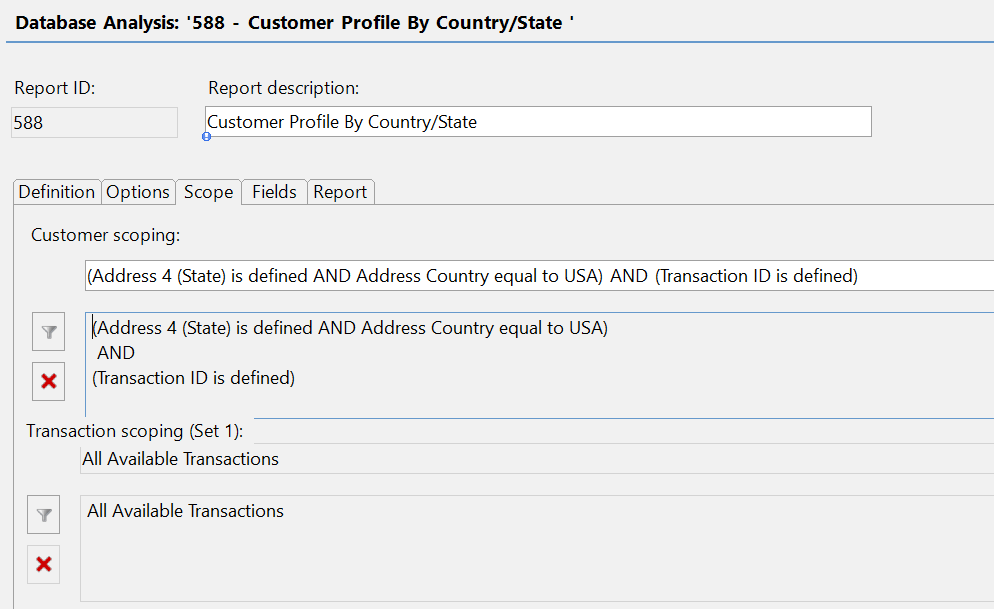 Database Analysis: '588 - Customer Profile By Country/State '
Report ID:
Report description:
588
Customer Profile By Country/State
Definition
Options
Scope
Fields
Report
Customer scoping:
(Address 4 (State) is defined AND Address Country equal to USA) AND (Transaction ID is defined)
(Address 4 (State) is defined AND Address Country equal to USA)
AND
(Transaction ID is defined)
Transaction scoping (Set 1):
All Available Transactions
All Available Transactions